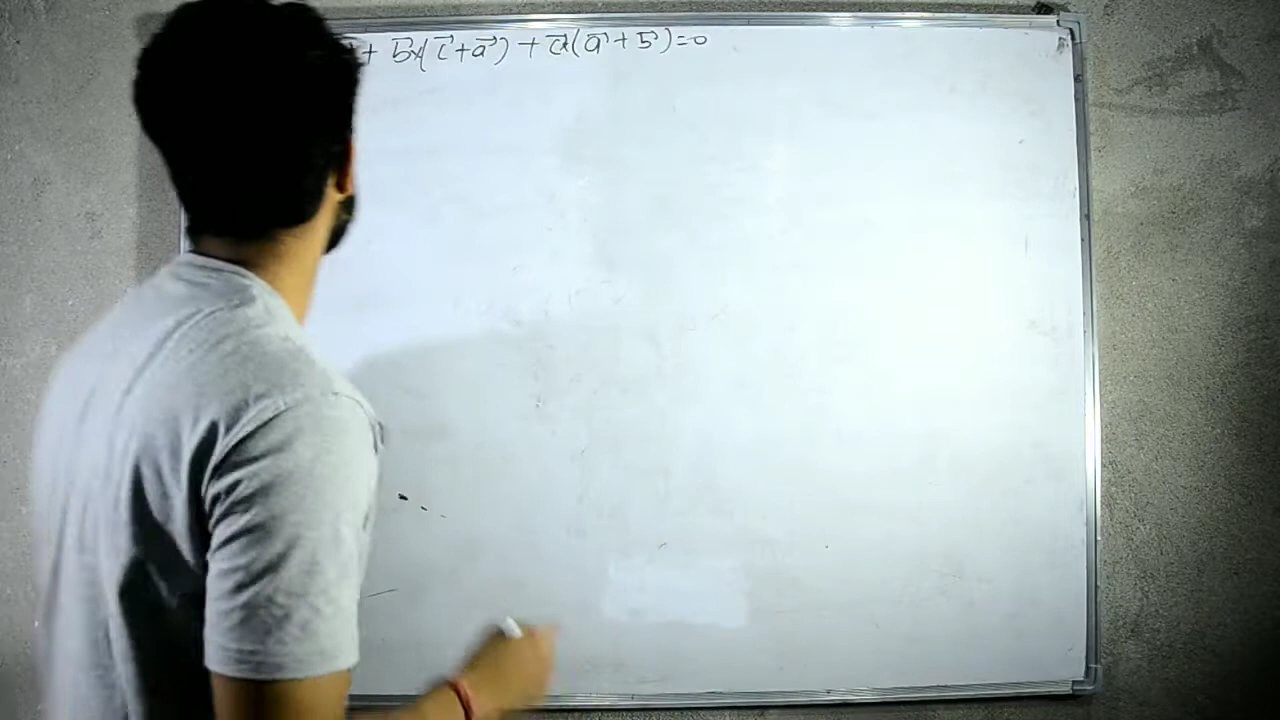 + b⃗×(c⃗+a⃗) + c⃗×(a⃗+b⃗)=0